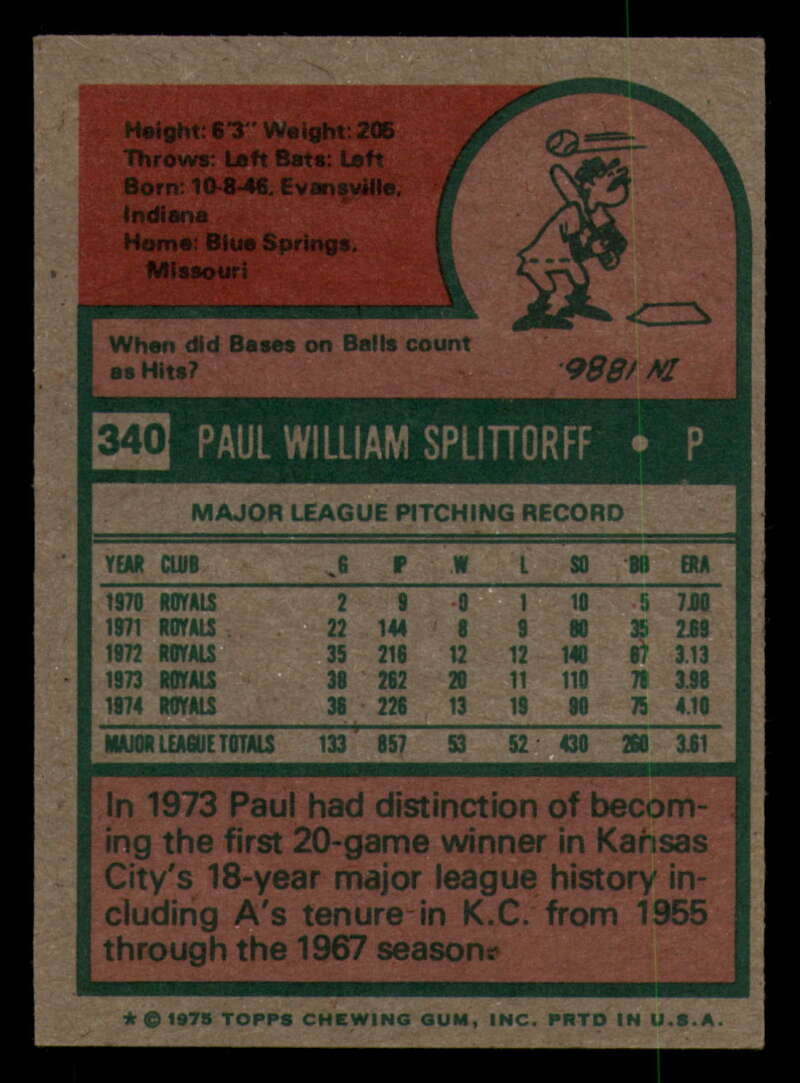 Height: 6'3" Weight: 205
Throws: Left Bats: Left
Born: 10-8-46, Evansville,
Indiana
Home: Blue Springs,
Missouri
When did Bases on Balls count
as Hits?
IN 1886.
340 PAUL WILLIAM SPLITTORFF • P
MAJOR LEAGUE PITCHING RECORD
YEAR CLUB G IP W L SO BB ERA
1970 ROYALS 2 9 0 1 10 5 7.00
1971 ROYALS 22 144 8 9 80 35 2.69
1972 ROYALS 35 216 12 12 140 67 3.13
1973 ROYALS 38 262 20 11 110 78 3.98
1974 ROYALS 36 226 13 19 90 75 4.10
MAJOR LEAGUE TOTALS 133 857 53 52 430 260 3.61
In 1973 Paul had distinction of becom-
ing the first 20-game winner in Kansas
City's 18-year major league history in-
cluding A's tenure in K.C. from 1955
through the 1967 season.
* © 1975 TOPPS CHEWING GUM, INC. PRTD IN U.S.A.